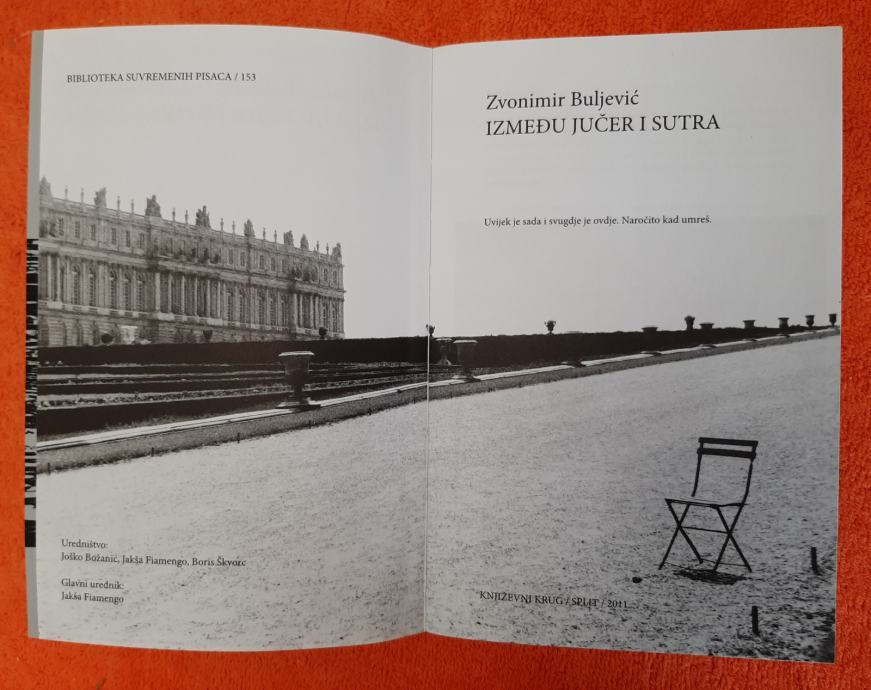 BIBLIOTEKA SUVREMENIH PISACA / 153
Uredništvo:
Joško Božanić, Jakša Fiamengo, Boris Škvorc
Glavni urednik:
Jakša Fiamengo
Zvonimir Buljević
IZMEĐU JUČER I SUTRA
Uvijek je sada i svugdje je ovdje. Naročito kad umreš.
KNJIŽEVNI KRUG / SPLIT / 2011.